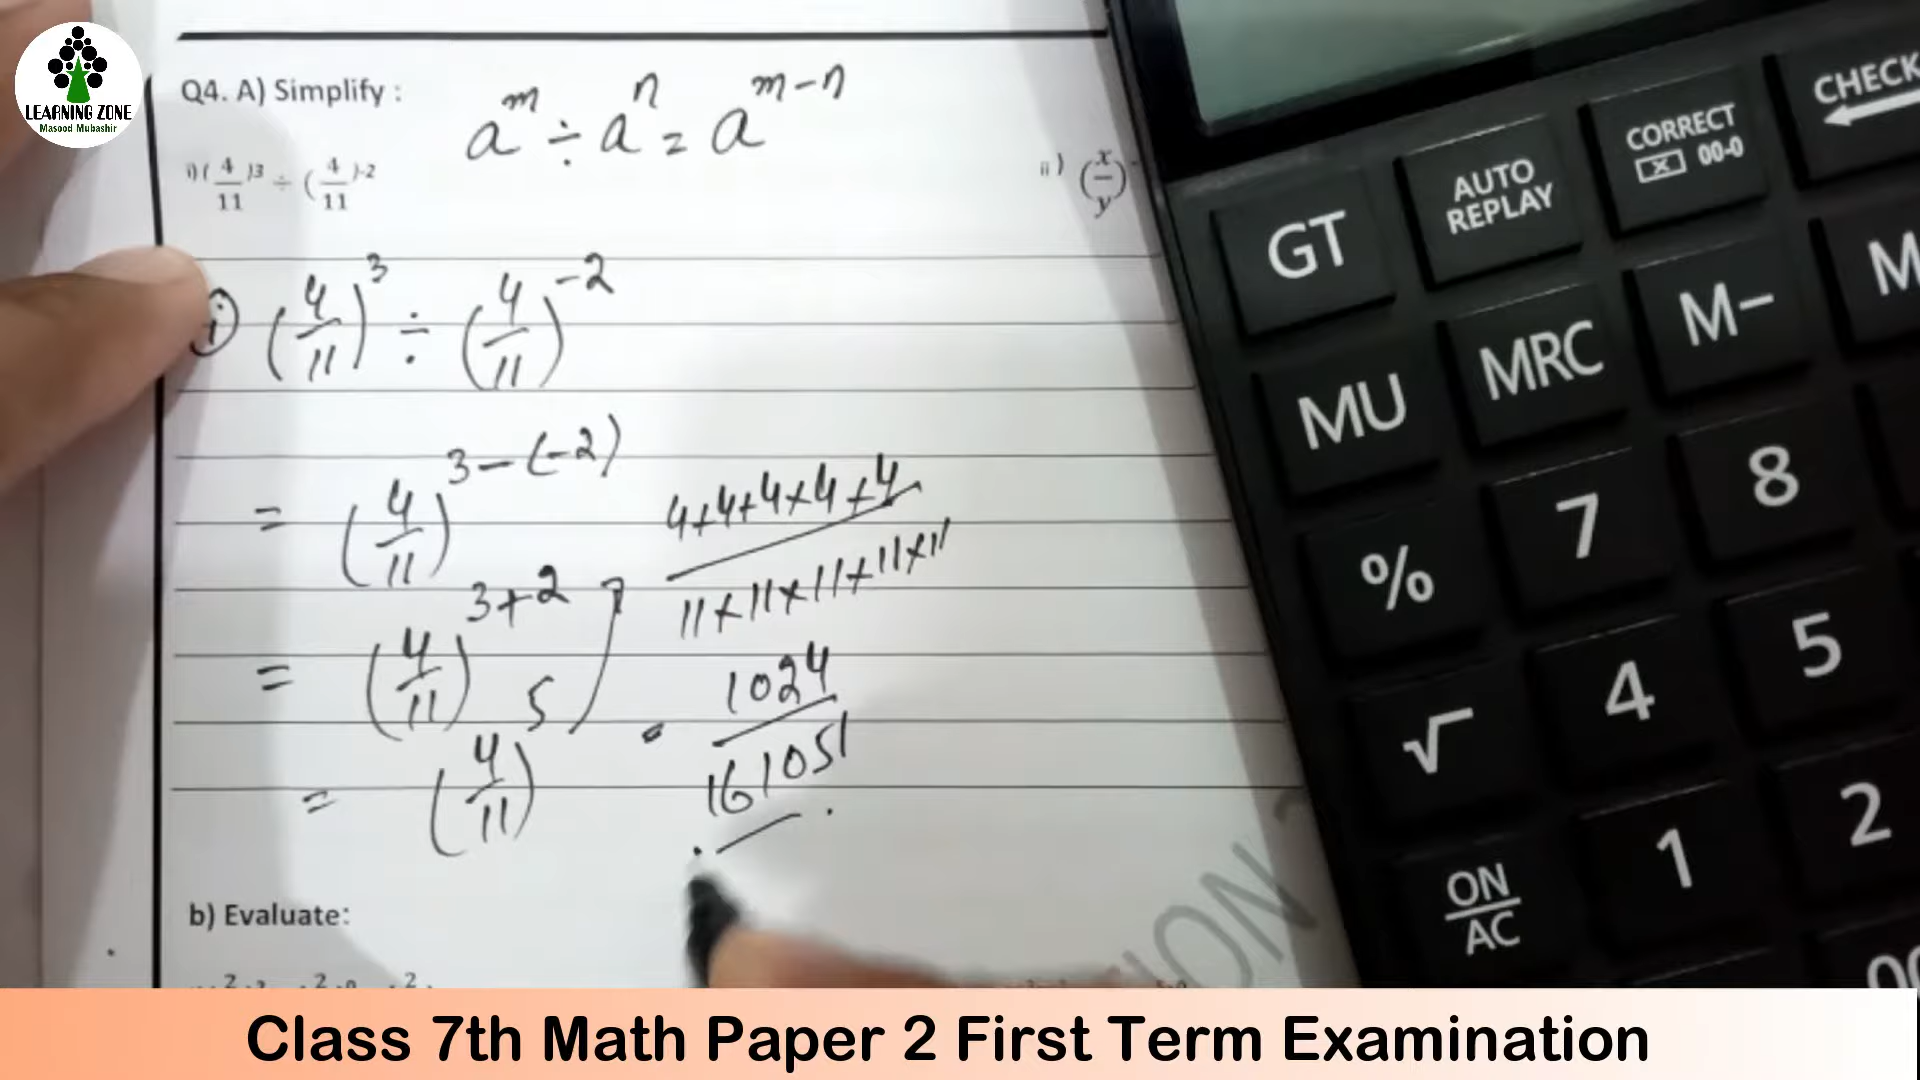 LEARNING ZONE
Masood Mubashir
Q4. A) Simplify :
a^m ÷ a^n = a^(m-n)
i) (4/11)3 ÷ (4/11)-2
ii) (x/y)-
i (4/11)^3 ÷ (4/11)^-2
= (4/11)^3-(-2)
= (4/11)^3+2
= (4/11)^5
4×4×4×4×4
11×11×11×11×11
= 1024
161051
b) Evaluate:
CHECK
CORRECT
X 00-0
AUTO
REPLAY
GT
MU
MRC
M-
M
%
7
8
√
4
5
ON
AC
1
2
00
Class 7th Math Paper 2 First Term Examination